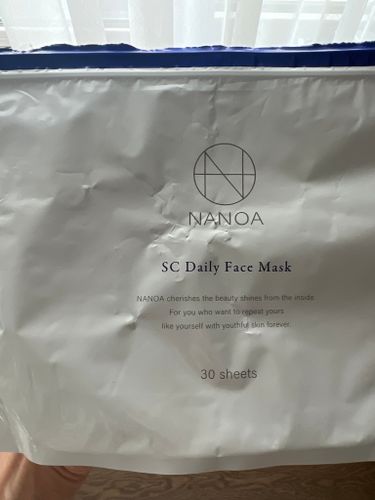 N
NANOA
SC Daily Face Mask
NANOA cherishes the beauty shines from the inside.
For you who want to repeat yours
like yourself with youthful skin forever.
30 sheets